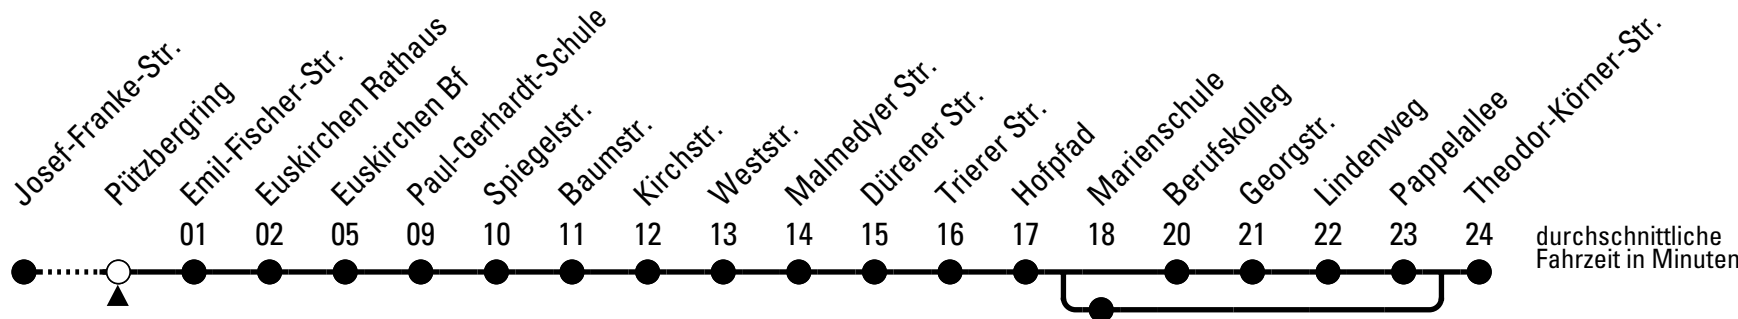 Josef-Franke-Str.
Pützbergring
Emil-Fischer-Str.
Euskirchen Rathaus
Euskirchen Bf
Paul-Gerhardt-Schule
Spiegelstr.
Baumstr.
Kirchstr.
Weststr.
Malmedyer Str.
Dürener Str.
Trierer Str.
Hofpfad
Marienschule
Berufskolleg
Georgstr.
Lindenweg
Pappelallee
Theodor-Körner-Str.
01 02 05 09 10 11 12 13 14 15 16 17 18 20 21 22 23 24
durchschnittliche
Fahrzeit in Minuten